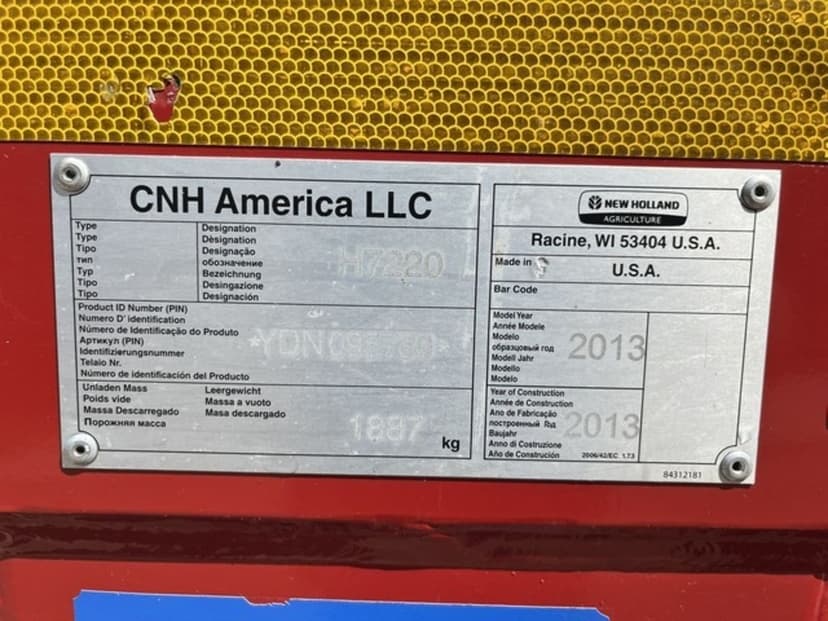 CNH America LLC
Type Designation
Type Dèsignation
Tipo Designação
тип обозначение
Typ Bezeichnung
Tipo Desingazione
Tipo Designación
H7220
Product ID Number (PIN)
Numero D' identification
Número de Identificação do Produto
Артикул (PIN)
Identifizierungsnummer
Telaio Nr.
Número de identificación del Producto
Unladen Mass Leergewicht
Poids vide Massa a vuoto
Massa Descarregado Masa descargado
Порожняя масса
1887 kg
NEW HOLLAND
AGRICULTURE
Racine, WI 53404 U.S.A.
Made in U.S.A.
Bar Code
Model Year
Année Modele
Modelo
образцовый год
Modell Jahr
Modello
Modelo
2013
Year of Construction
Année de Construction
Ano de Fabricação
построенный Год
Baujahr
Anno di Costruzione
Año de Construción
2013
2006/42/EC 1.7.3
84312181